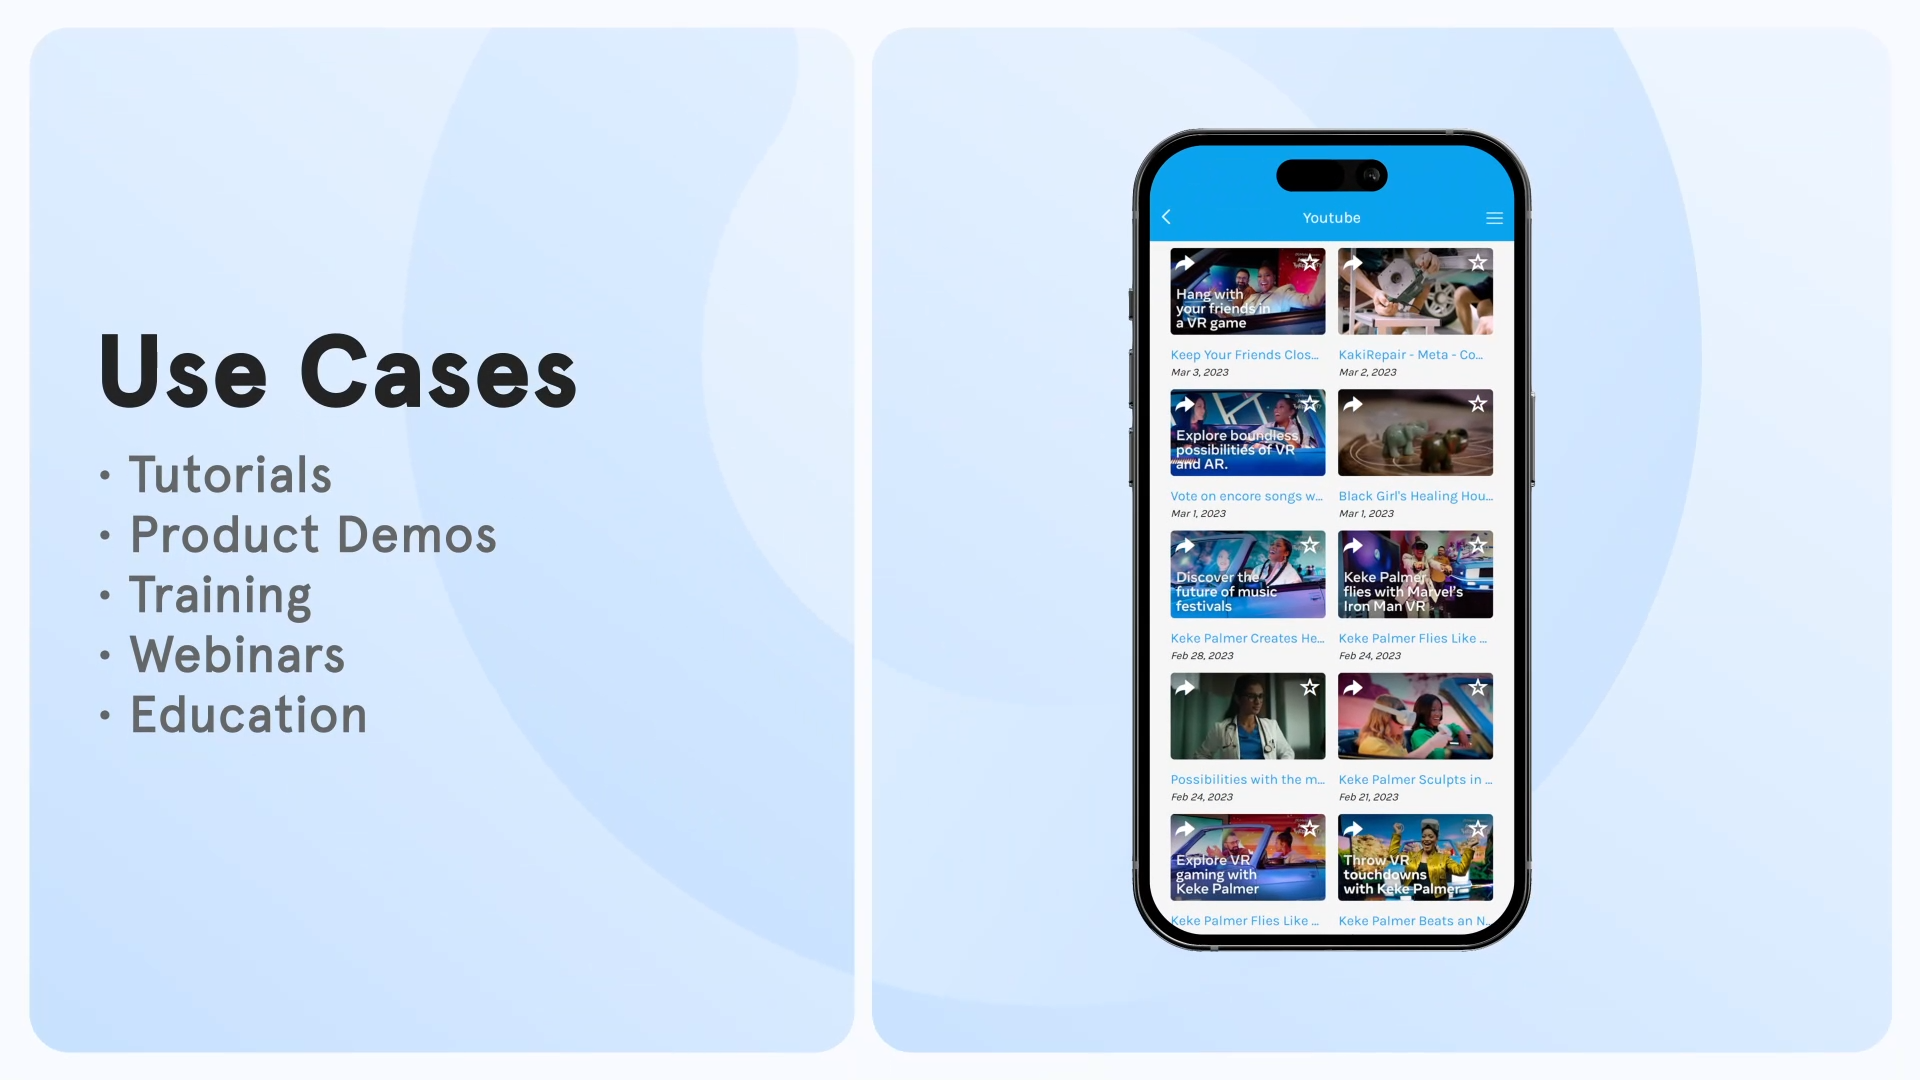 Use Cases
• Tutorials
• Product Demos
• Training
• Webinars
• Education
Youtube
Hang with
your friends in
a VR game
Keep Your Friends Clos...
Mar 3, 2023
KakiRepair - Meta - Co...
Mar 2, 2023
Explore boundless
possibilities of VR
and AR.
Vote on encore songs w...
Mar 1, 2023
Black Girl's Healing Hou...
Mar 1, 2023
Discover the
future of music
festivals
Keke Palmer Creates He...
Feb 28, 2023
Keke Palmer
flies with Marvel's
Iron Man VR
Keke Palmer Flies Like ...
Feb 24, 2023
Possibilities with the m...
Feb 24, 2023
Keke Palmer Sculpts in ...
Feb 21, 2023
Explore VR
gaming with
Keke Palmer
Keke Palmer Flies Like ...
Throw VR
touchdowns
with Keke Palmer
Keke Palmer Beats an N...